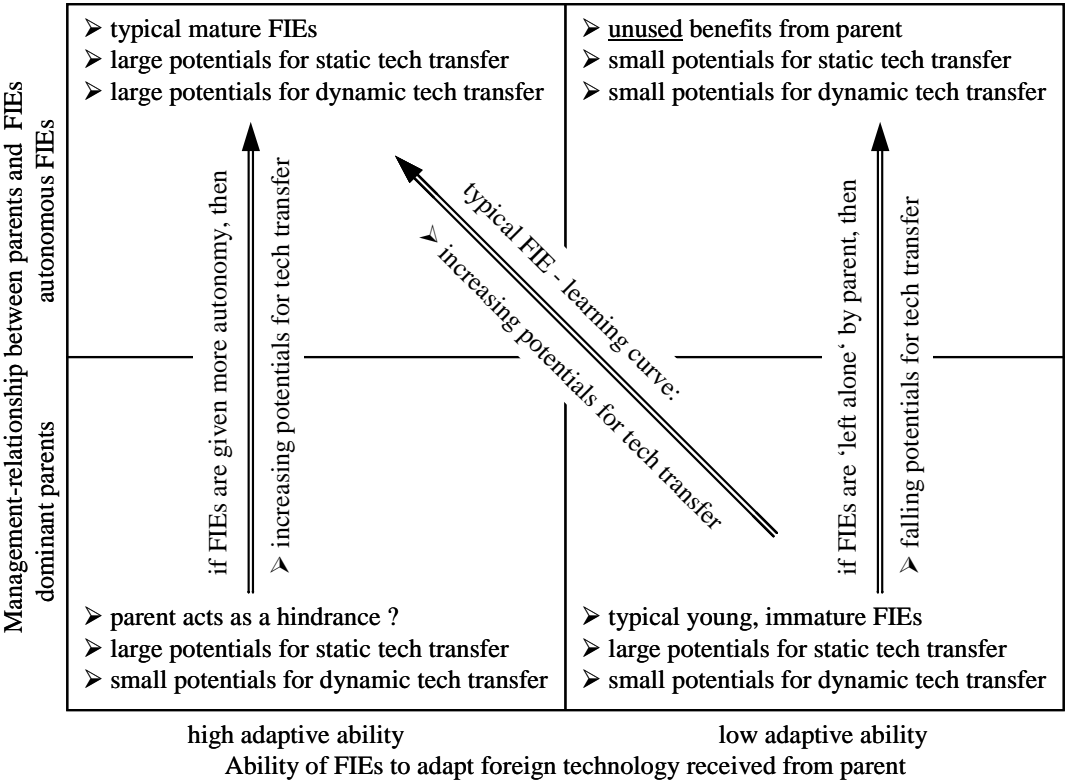 ➢ typical mature FIEs
➢ large potentials for static tech transfer
➢ large potentials for dynamic tech transfer
➢ unused benefits from parent
➢ small potentials for static tech transfer
➢ small potentials for dynamic tech transfer
Management-relationship between parents and FIEs
autonomous FIEs
dominant parents
if FIEs are given more autonomy, then
➢ increasing potentials for tech transfer
typical FIE - learning curve:
➢ increasing potentials for tech transfer
if FIEs are ‘left alone‘ by parent, then
➢ falling potentials for tech transfer
➢ parent acts as a hindrance ?
➢ large potentials for static tech transfer
➢ small potentials for dynamic tech transfer
➢ typical young, immature FIEs
➢ large potentials for static tech transfer
➢ small potentials for dynamic tech transfer
high adaptive ability
low adaptive ability
Ability of FIEs to adapt foreign technology received from parent